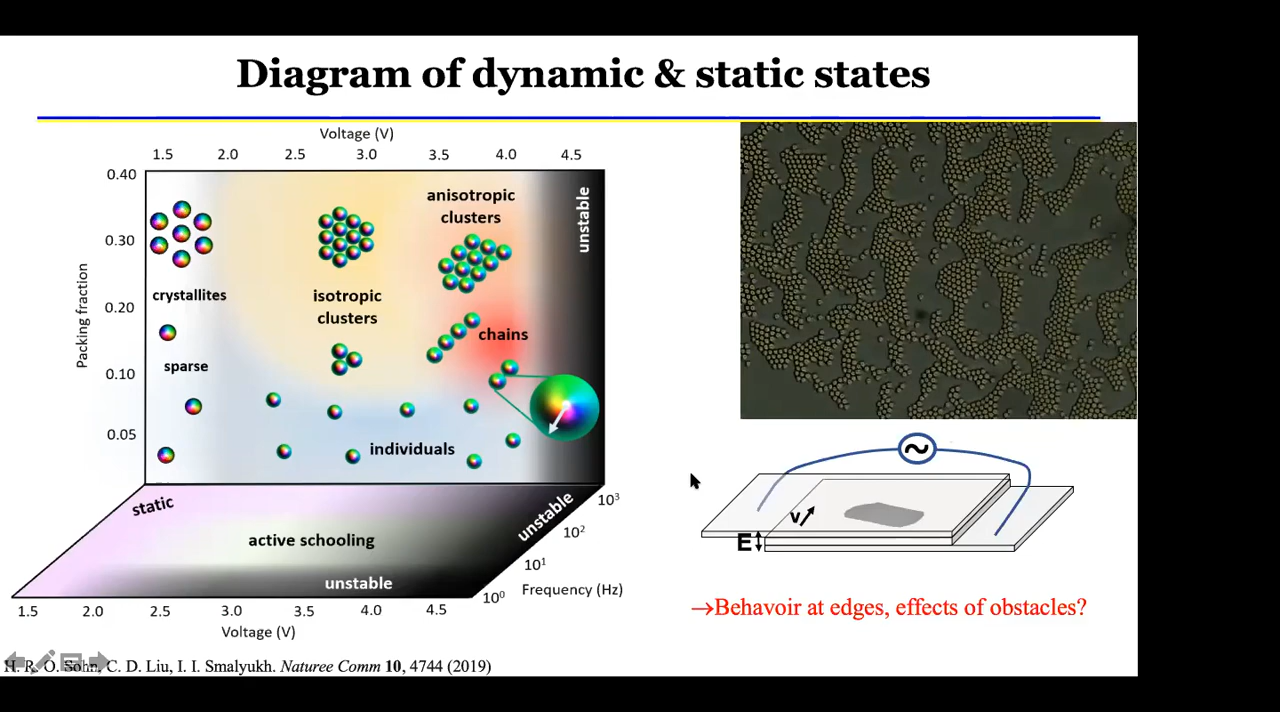 Diagram of dynamic & static states
Voltage (V)
1.5 2.0 2.5 3.0 3.5 4.0 4.5
0.40
0.30
0.20
0.10
0.05
Packing fraction
crystallites
sparse
isotropic
clusters
anisotropic
clusters
chains
individuals
unstable
static
active schooling
unstable
unstable
10³
10²
10¹
10⁰
Frequency (Hz)
1.5 2.0 2.5 3.0 3.5 4.0 4.5
Voltage (V)
~
v
E
→Behavoir at edges, effects of obstacles?
H. R. O. Sohn, C. D. Liu, I. I. Smalyukh. Naturee Comm 10, 4744 (2019)